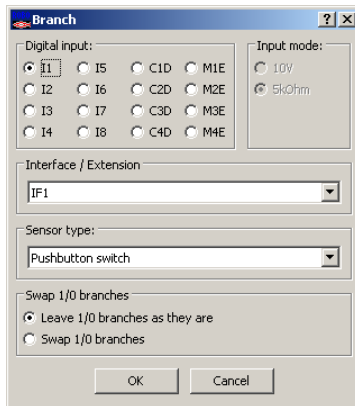 Branch
Digital input:
Input mode:
I1 I5 C1D M1E
10V
I2 I6 C2D M2E
5kOhm
I3 I7 C3D M3E
I4 I8 C4D M4E
Interface / Extension
IF1
Sensor type:
Pushbutton switch
Swap 1/0 branches
Leave 1/0 branches as they are
Swap 1/0 branches
OK Cancel